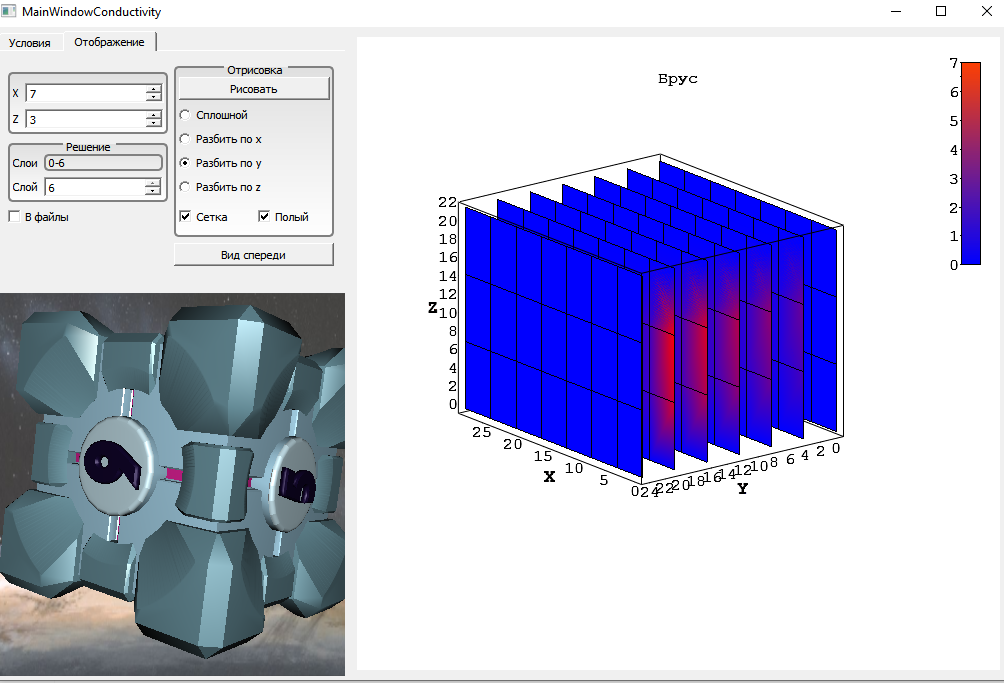 MainWindowConductivity
Условия Отображение
X 7
Z 3
Решение
Слои 0-6
Слой 6
В файлы
Отрисовка
Рисовать
Сплошной
Разбить по x
Разбить по y
Разбить по z
Сетка Полый
Вид спереди
Брус
7
6
5
4
3
2
1
0
22
20
18
16
14
12
10
8
6
4
2
0
Z
25 20 15 10 5 0
X
24 22 20 18 16 14 12 10 8 6 4 2 0
Y